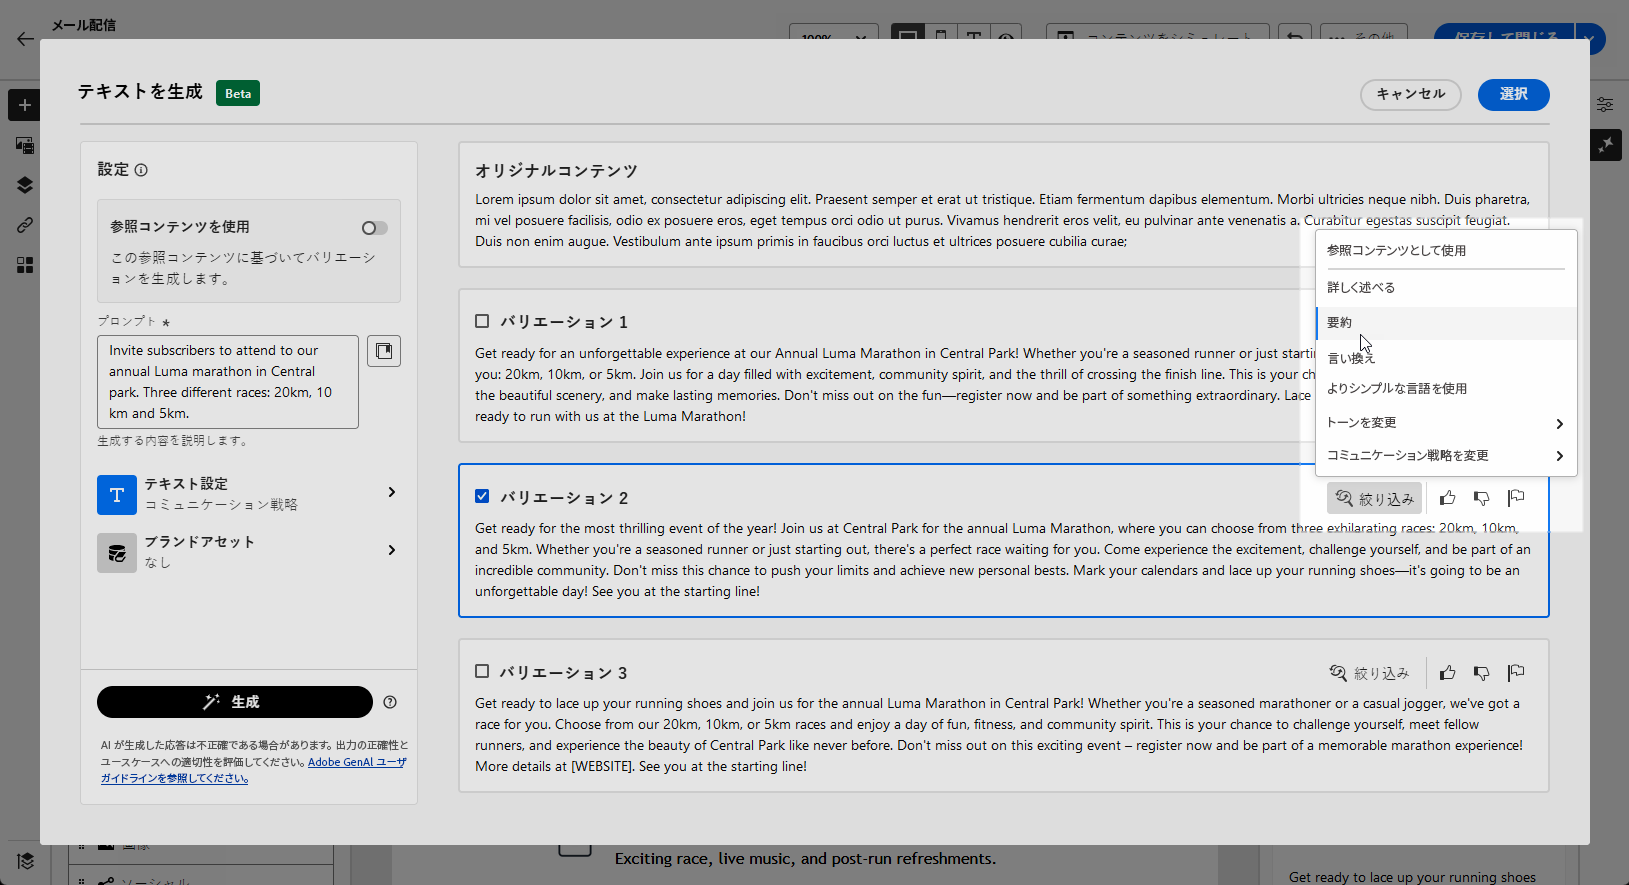 メール配信
100%
コンテンツをシミュレート
その他
保存して閉じる
テキストを生成
Beta
キャンセル
選択
設定
参照コンテンツを使用
この参照コンテンツに基づいてバリエーシ
ョンを生成します。
プロンプト *
Invite subscribers to attend to our
annual Luma marathon in Central
park. Three different races: 20km, 10
km and 5km.
生成する内容を説明します。
テキスト設定
コミュニケーション戦略
ブランドアセット
なし
生成
AI が生成した応答は不正確である場合があります。出力の正確性と
ユースケースへの適切性を評価してください。Adobe GenAI ユーザ
ガイドラインを参照してください。
オリジナルコンテンツ
Lorem ipsum dolor sit amet, consectetur adipiscing elit. Praesent semper et erat ut tristique. Etiam fermentum dapibus elementum. Morbi ultricies neque nibh. Duis pharetra,
mi vel posuere facilisis, odio ex posuere eros, eget tempus orci odio ut purus. Vivamus hendrerit eros velit, eu pulvinar ante venenatis a. Curabitur egestas suscipit feugiat.
Duis non enim augue. Vestibulum ante ipsum primis in faucibus orci luctus et ultrices posuere cubilia curae;
バリエーション 1
Get ready for an unforgettable experience at our Annual Luma Marathon in Central Park! Whether you're a seasoned runner or just starti
you: 20km, 10km, or 5km. Join us for a day filled with excitement, community spirit, and the thrill of crossing the finish line. This is your ch
the beautiful scenery, and make lasting memories. Don't miss out on the fun—register now and be part of something extraordinary. Lace
ready to run with us at the Luma Marathon!
参照コンテンツとして使用
詳しく述べる
要約
言い換え
よりシンプルな言語を使用
トーンを変更
コミュニケーション戦略を変更
バリエーション 2
絞り込み
Get ready for the most thrilling event of the year! Join us at Central Park for the annual Luma Marathon, where you can choose from three exhilarating races: 20km, 10km,
and 5km. Whether you're a seasoned runner or just starting out, there's a perfect race waiting for you. Come experience the excitement, challenge yourself, and be part of an
incredible community. Don't miss this chance to push your limits and achieve new personal bests. Mark your calendars and lace up your running shoes—it's going to be an
unforgettable day! See you at the starting line!
バリエーション 3
絞り込み
Get ready to lace up your running shoes and join us for the annual Luma Marathon in Central Park! Whether you're a seasoned marathoner or a casual jogger, we've got a
race for you. Choose from our 20km, 10km, or 5km races and enjoy a day of fun, fitness, and community spirit. This is your chance to challenge yourself, meet fellow
runners, and experience the beauty of Central Park like never before. Don't miss out on this exciting event – register now and be part of a memorable marathon experience!
More details at [WEBSITE]. See you at the starting line!
画像
ソーシャル
Exciting race, live music, and post-run refreshments.
Get ready to lace up your running shoes